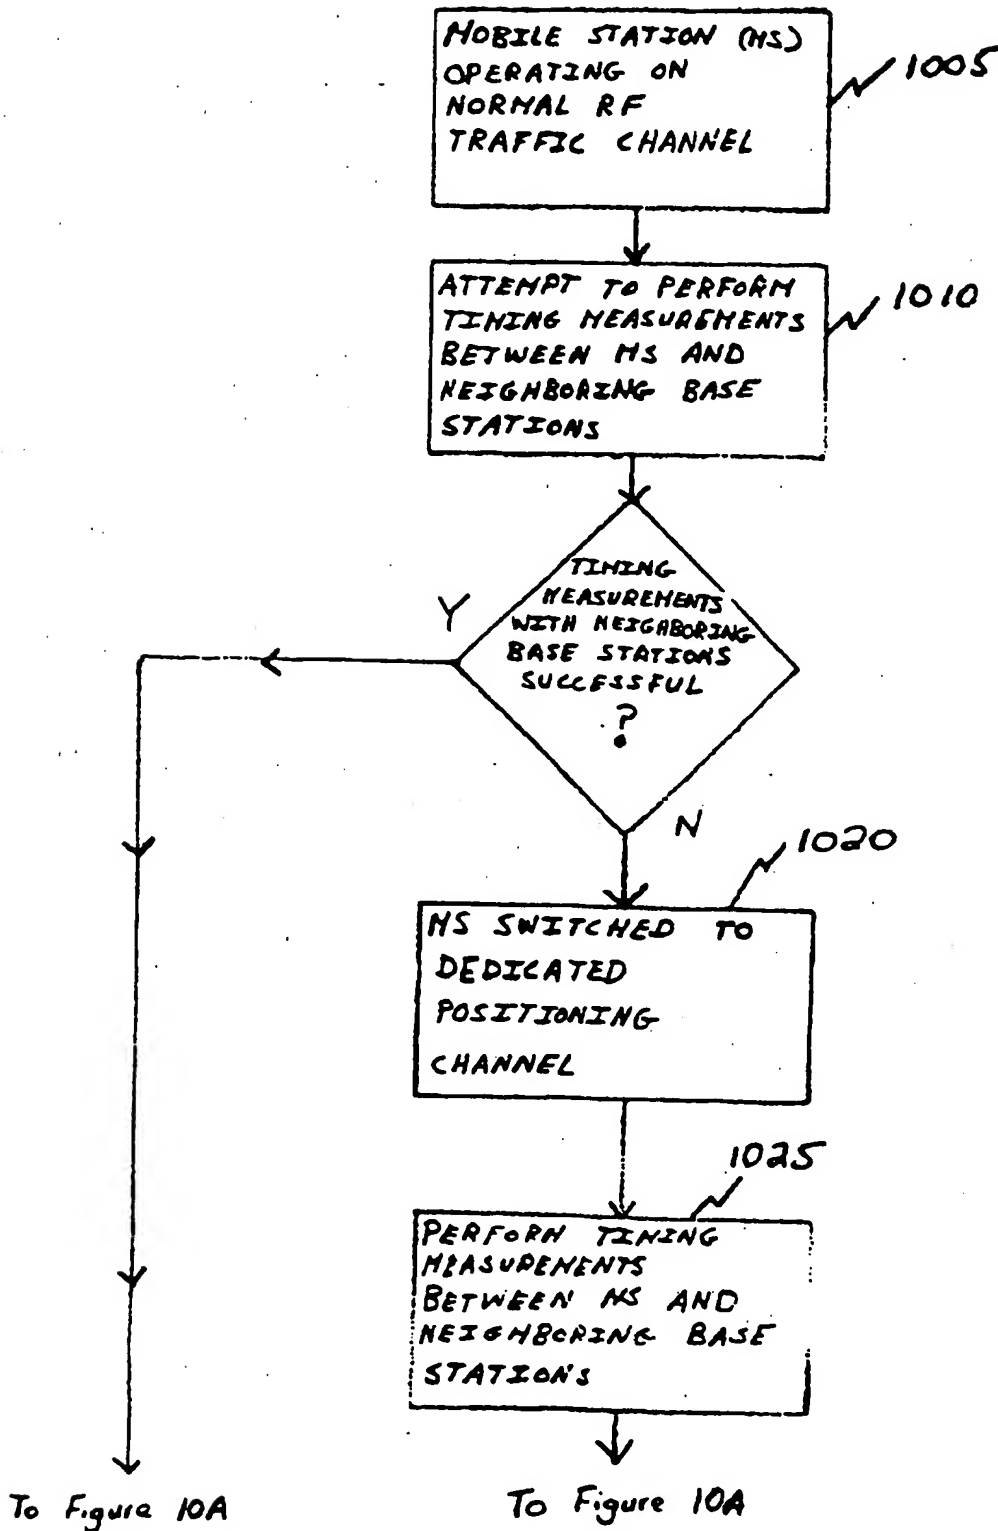 MOBILE STATION (MS)
OPERATING ON
NORMAL RF
TRAFFIC CHANNEL
1005
ATTEMPT TO PERFORM
TIMING MEASUREMENTS
BETWEEN MS AND
NEIGHBORING BASE
STATIONS
1010
TIMING
MEASUREMENTS
WITH NEIGHBORING
BASE STATIONS
SUCCESSFUL
?
Y
N
1020
MS SWITCHED TO
DEDICATED
POSITIONING
CHANNEL
1025
PERFORM TIMING
MEASUREMENTS
BETWEEN MS AND
NEIGHBORING BASE
STATIONS
To Figure 10A
To Figure 10A